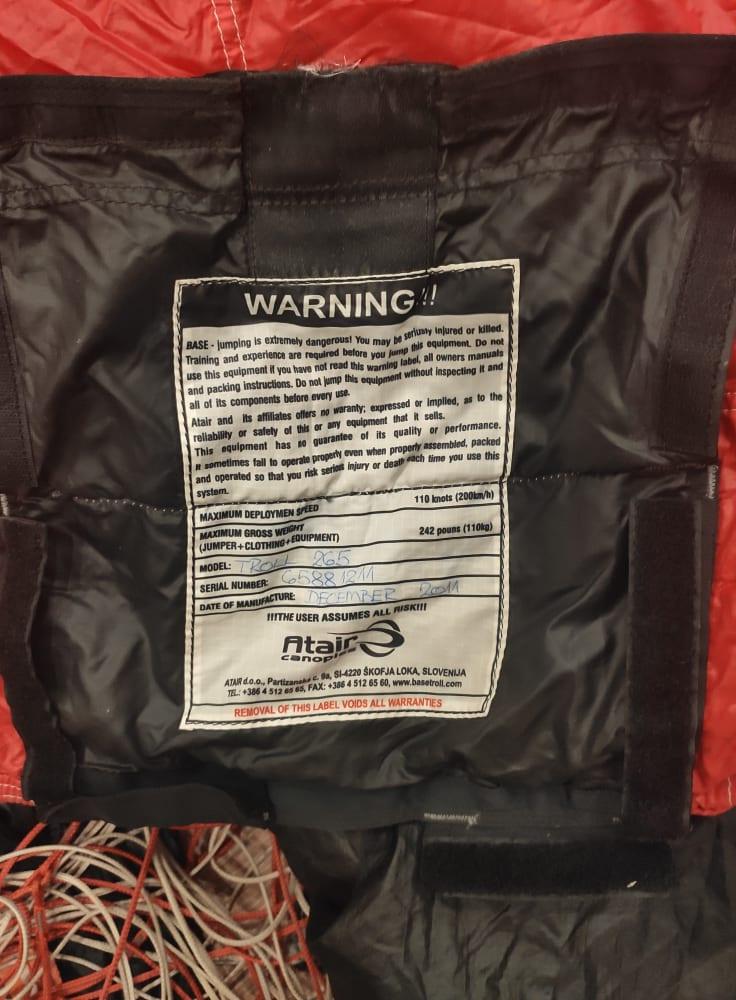 WARNING!!
BASE - jumping is extremely dangerous! You may be seriusly injured or killed.
Training and experience are required before you jump this equipment. Do not
use this equipment if you have not read this warning label, all owners manuals
and packing instructions. Do not jump this equipment without inspecting it and
all of its components before every use.
Atair and its affiliates offers no waranty; expressed or implied, as to the
reliability or safety of this or any equipment that it sells.
This equipment has no guarantee of its quality or performance.
It sometimes fail to operate properly even when properly assembled, packed
and operated so that you risk serious injury or death each time you use this
system.
MAXIMUM DEPLOYMEN SPEED 110 knots (200km/h)
MAXIMUM GROSS WEIGHT
(JUMPER+CLOTHING+EQUIPMENT) 242 pouns (110kg)
MODEL: TROLL 265
SERIAL NUMBER: 65881211
DATE OF MANUFACTURE: DECEMBER 2011
!!!THE USER ASSUMES ALL RISK!!!
Atair
canopies
ATAIR d.o.o., Partizanska c. 9a, SI-4220 ŠKOFJA LOKA, SLOVENIJA
TEL.: +386 4 512 65 65, FAX: +386 4 512 65 60, www.basetroll.com
REMOVAL OF THIS LABEL VOIDS ALL WARRANTIES